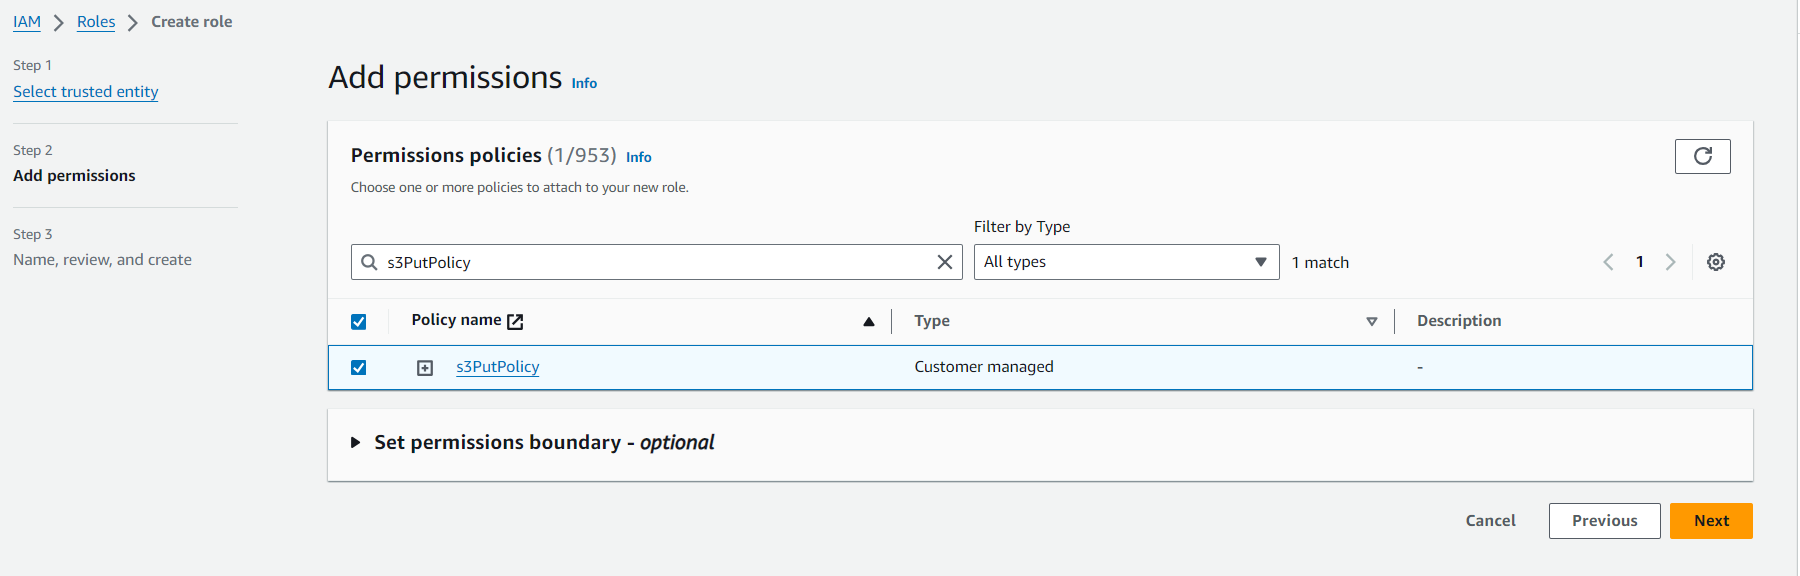 IAM > Roles > Create role
Step 1
Select trusted entity
Step 2
Add permissions
Step 3
Name, review, and create
Add permissions Info
Permissions policies (1/953) Info
Choose one or more policies to attach to your new role.
Filter by Type
s3PutPolicy
All types
1 match
1
Policy name
Type
Description
s3PutPolicy
Customer managed
-
Set permissions boundary - optional
Cancel
Previous
Next